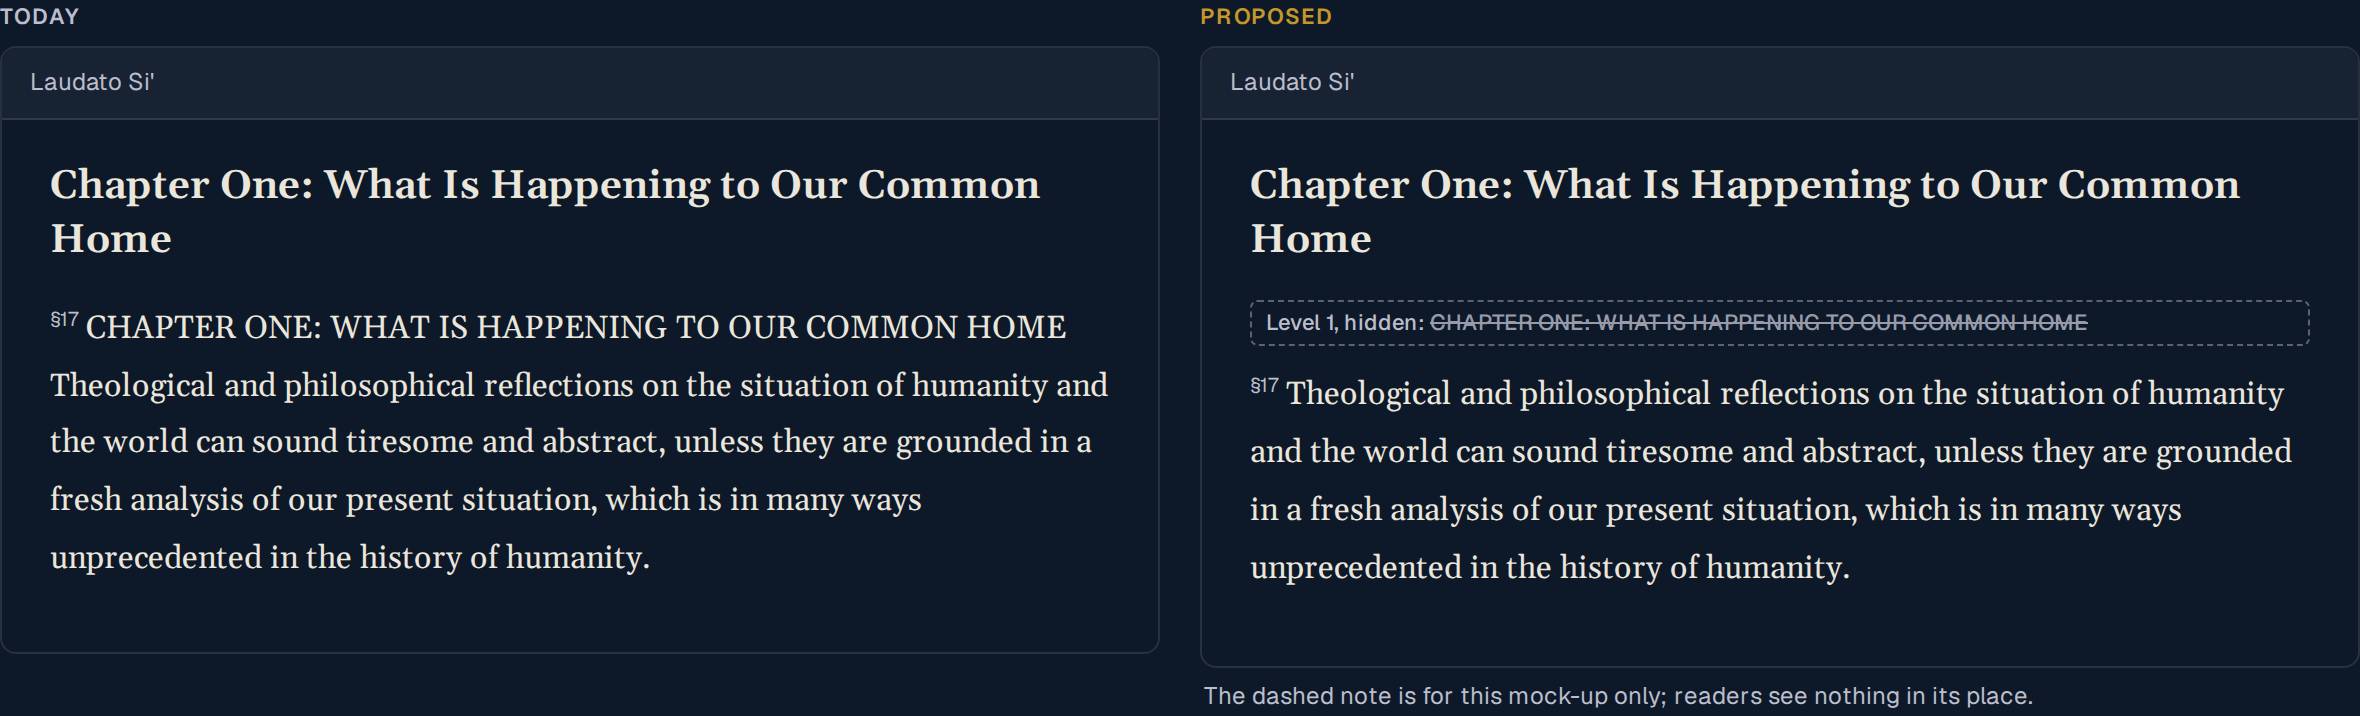 TODAY
Laudato Si'
Chapter One: What Is Happening to Our Common
Home
§17 CHAPTER ONE: WHAT IS HAPPENING TO OUR COMMON HOME
Theological and philosophical reflections on the situation of humanity and
the world can sound tiresome and abstract, unless they are grounded in a
fresh analysis of our present situation, which is in many ways
unprecedented in the history of humanity.
PROPOSED
Laudato Si'
Chapter One: What Is Happening to Our Common
Home
Level 1, hidden: CHAPTER ONE: WHAT IS HAPPENING TO OUR COMMON HOME
§17 Theological and philosophical reflections on the situation of humanity
and the world can sound tiresome and abstract, unless they are grounded
in a fresh analysis of our present situation, which is in many ways
unprecedented in the history of humanity.
The dashed note is for this mock-up only; readers see nothing in its place.